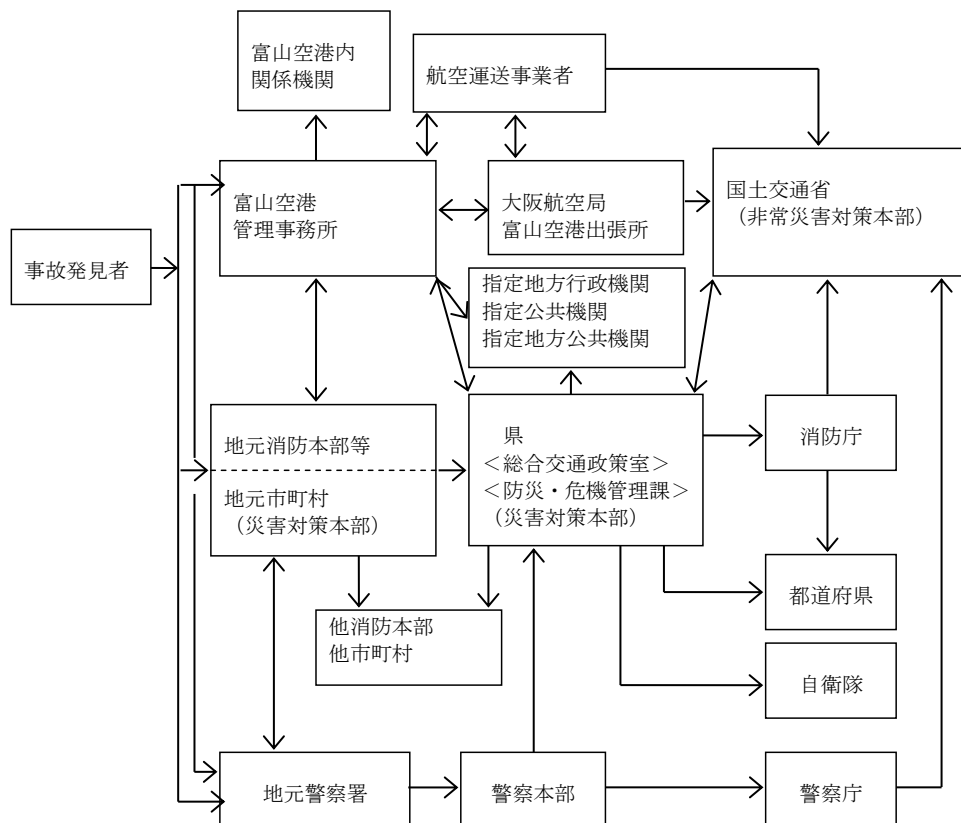 富山空港内
関係機関
航空運送事業者
富山空港
管理事務所
大阪航空局
富山空港出張所
国土交通省
（非常災害対策本部）
事故発見者
指定地方行政機関
指定公共機関
指定地方公共機関
地元消防本部等
地元市町村
（災害対策本部）
県
＜総合交通政策室＞
＜防災・危機管理課＞
（災害対策本部）
消防庁
都道府県
他消防本部
他市町村
自衛隊
地元警察署
警察本部
警察庁